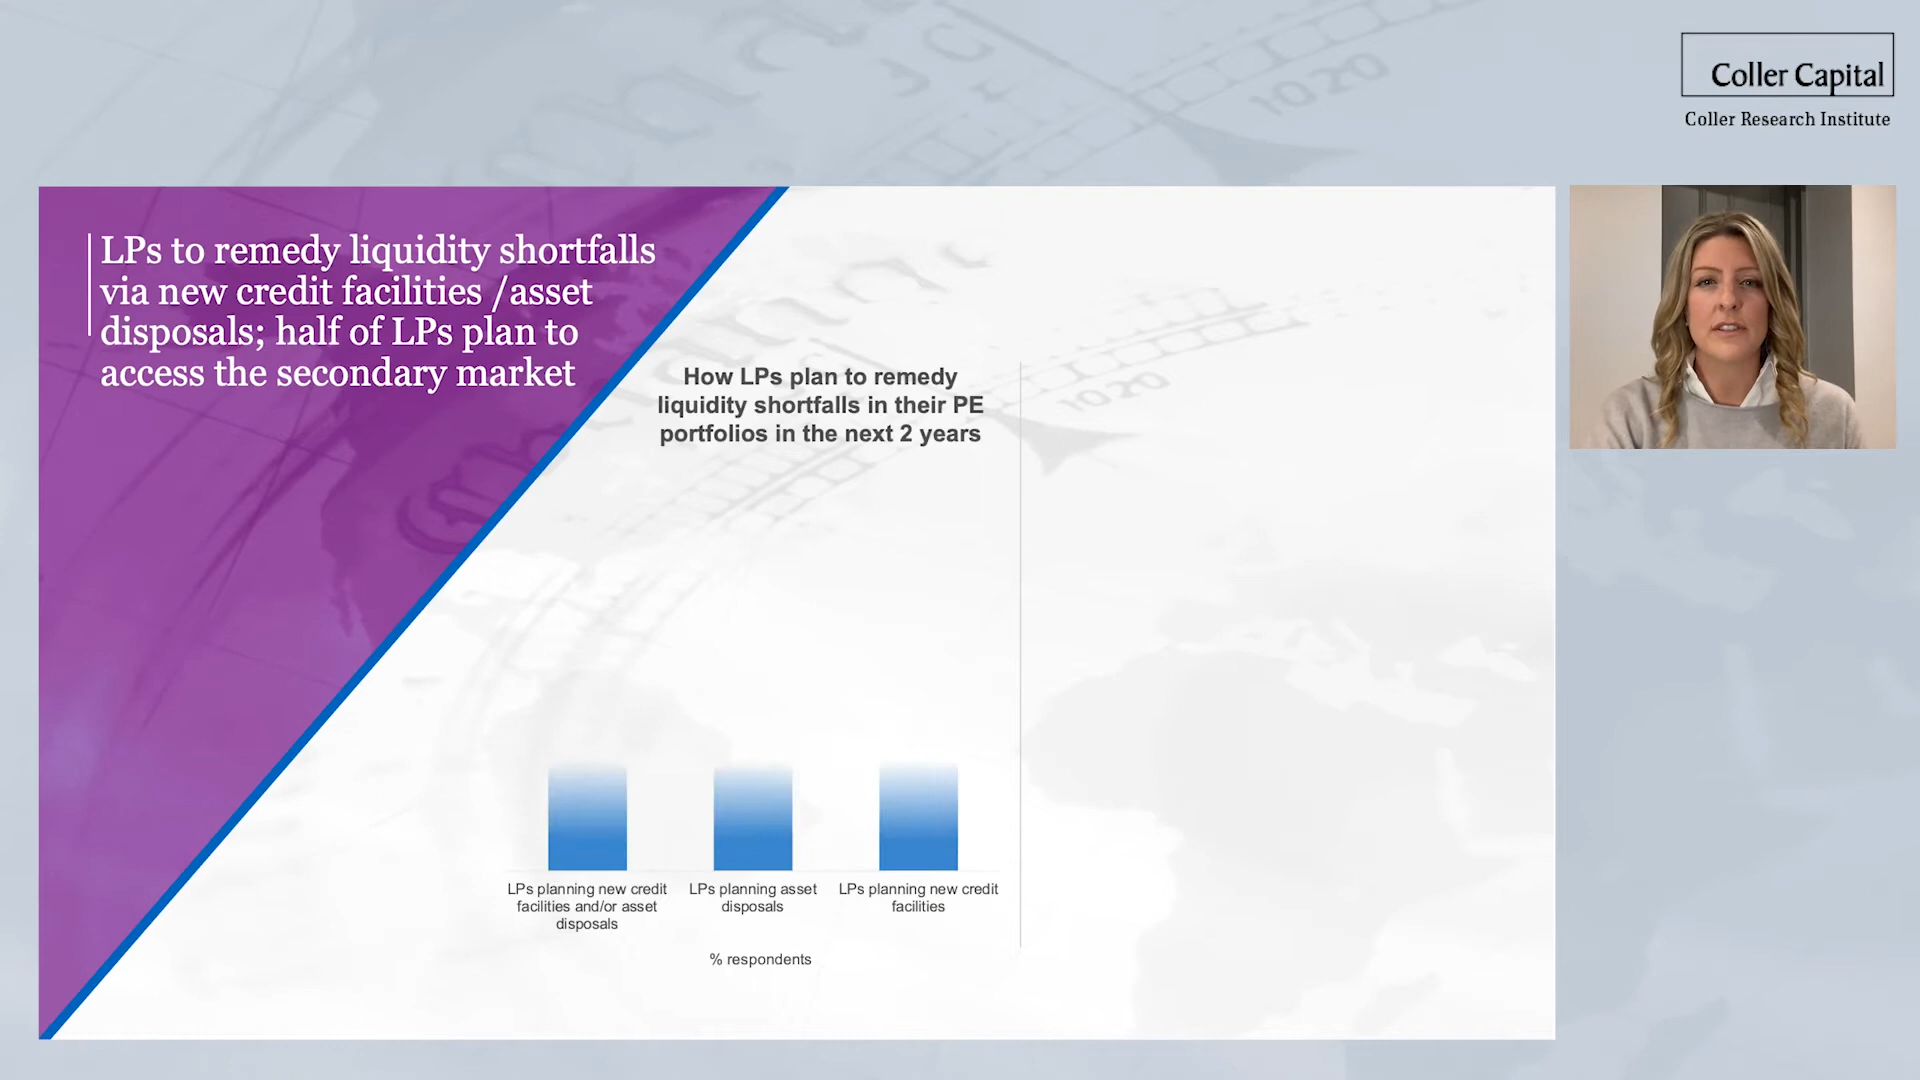 Coller Capital
Coller Research Institute
LPs to remedy liquidity shortfalls
via new credit facilities /asset
disposals; half of LPs plan to
access the secondary market
How LPs plan to remedy
liquidity shortfalls in their PE
portfolios in the next 2 years
1020
1020
LPs planning new credit
facilities and/or asset
disposals
LPs planning asset
disposals
LPs planning new credit
facilities
% respondents